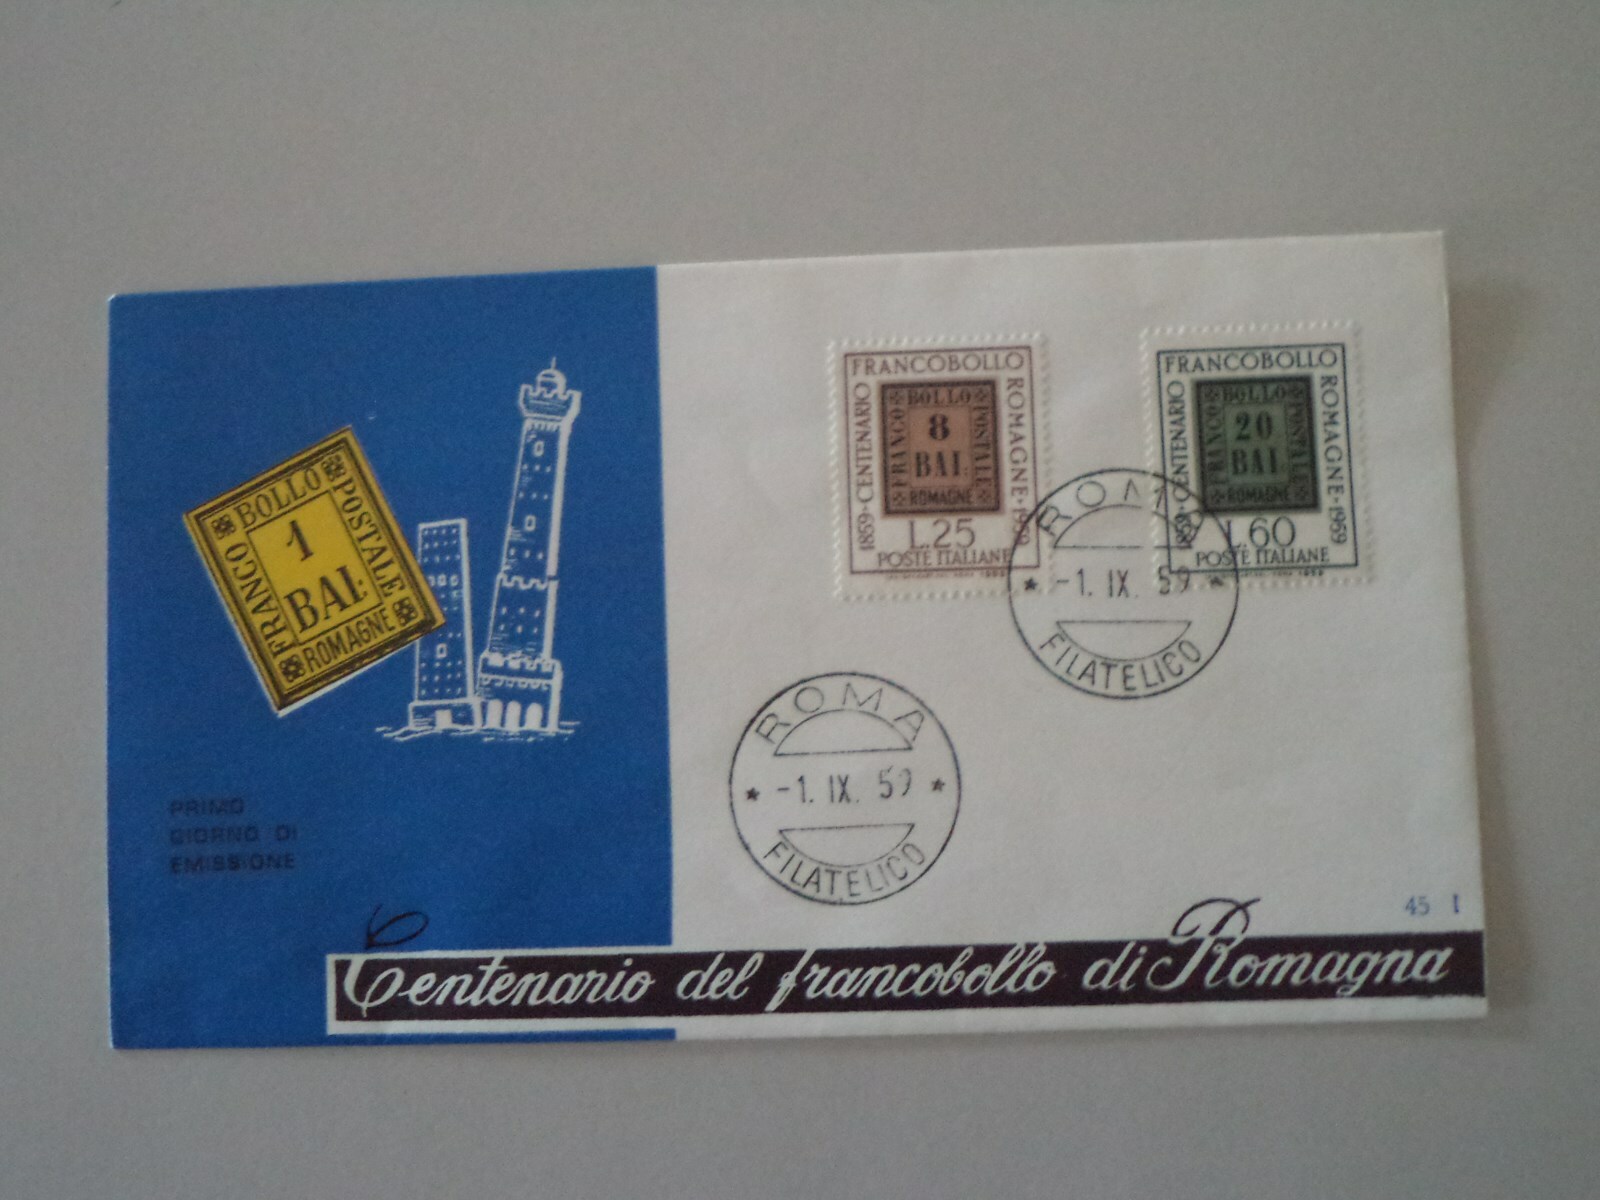 FRANCO BOLLO POSTALE ROMAGNE
1
BAI.
PRIMO
GIORNO DI
EMISSIONE
1859 · CENTENARIO FRANCOBOLLO ROMAGNE · 1959
FRANCO BOLLO POSTALE ROMAGNE
8
BAI.
L.25
POSTE ITALIANE
1859 · CENTENARIO FRANCOBOLLO ROMAGNE · 1959
FRANCO BOLLO POSTALE ROMAGNE
20
BAI.
L.60
POSTE ITALIANE
ROMA
* -1. IX. 59 *
FILATELICO
ROMA
* -1. IX. 59 *
FILATELICO
45 I
Centenario del francobollo di Romagna